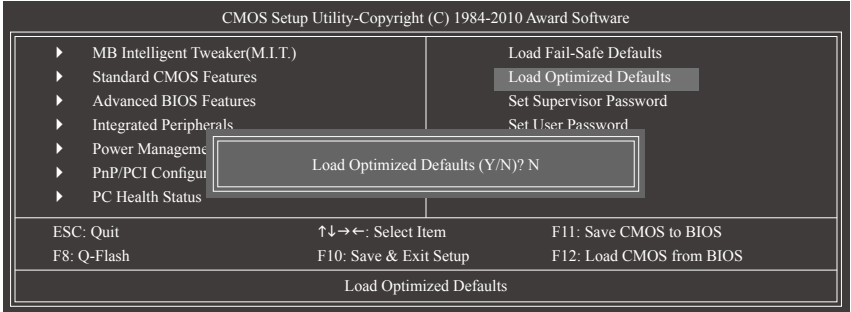 CMOS Setup Utility-Copyright (C) 1984-2010 Award Software
MB Intelligent Tweaker(M.I.T.)
Standard CMOS Features
Advanced BIOS Features
Integrated Peripherals
Power Manageme
PnP/PCI Configur
PC Health Status
Load Fail-Safe Defaults
Load Optimized Defaults
Set Supervisor Password
Set User Password
Load Optimized Defaults (Y/N)? N
ESC: Quit ↑↓→←: Select Item F11: Save CMOS to BIOS
F8: Q-Flash F10: Save & Exit Setup F12: Load CMOS from BIOS
Load Optimized Defaults